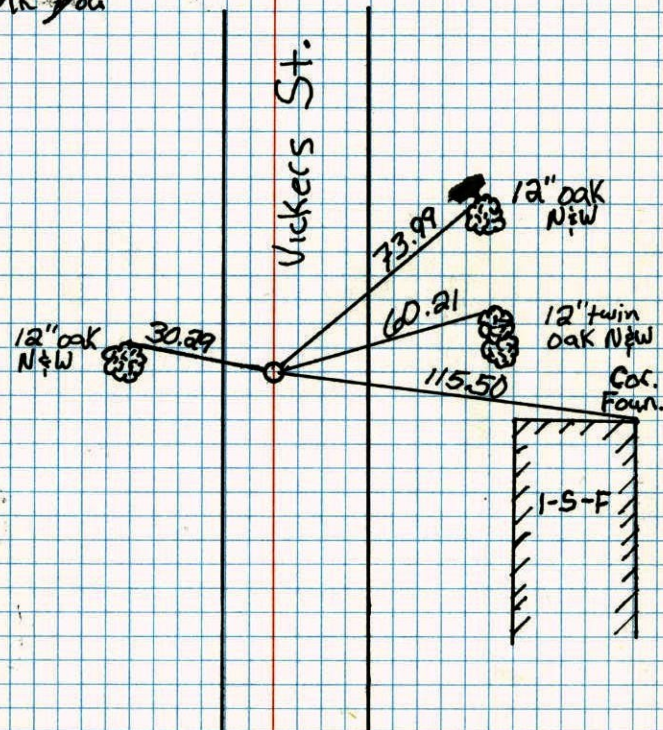 you
Vickers St.
12" oak
N&W
73.99
60.21
12" twin
oak N&W
12" oak
N&W
30.29
115.50
Cor.
Foun.
1-S-F